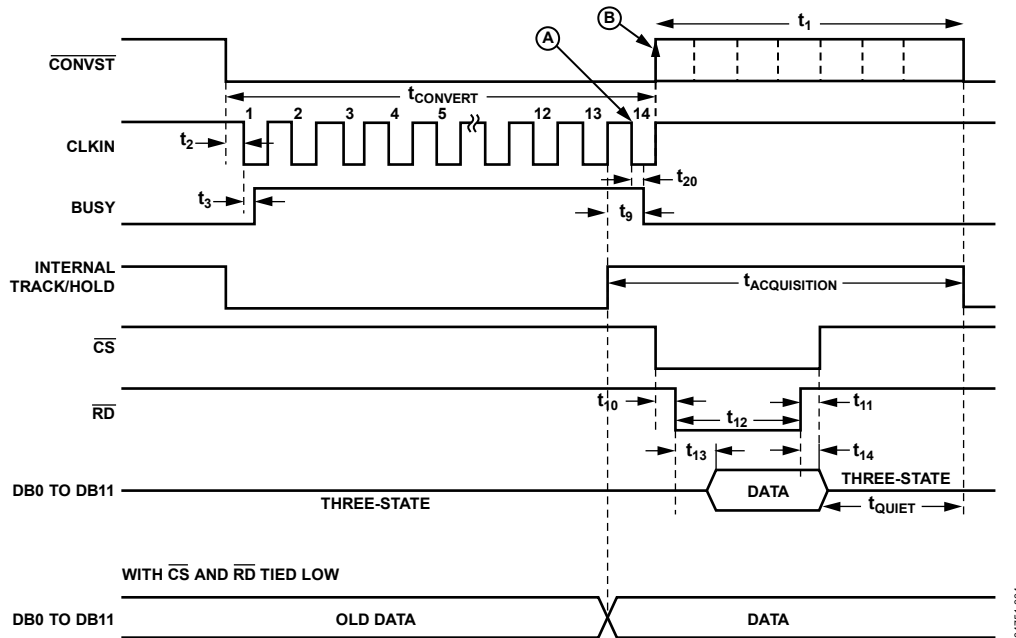 B
t1
A
CONVST
tCONVERT
1 2 3 4 5 12 13 14
CLKIN
t2
t20
t3
t9
BUSY
INTERNAL
TRACK/HOLD
tACQUISITION
CS
RD
t10
t12
t11
t13
t14
DB0 TO DB11
THREE-STATE
DATA
THREE-STATE
tQUIET
WITH CS AND RD TIED LOW
DB0 TO DB11
OLD DATA
DATA